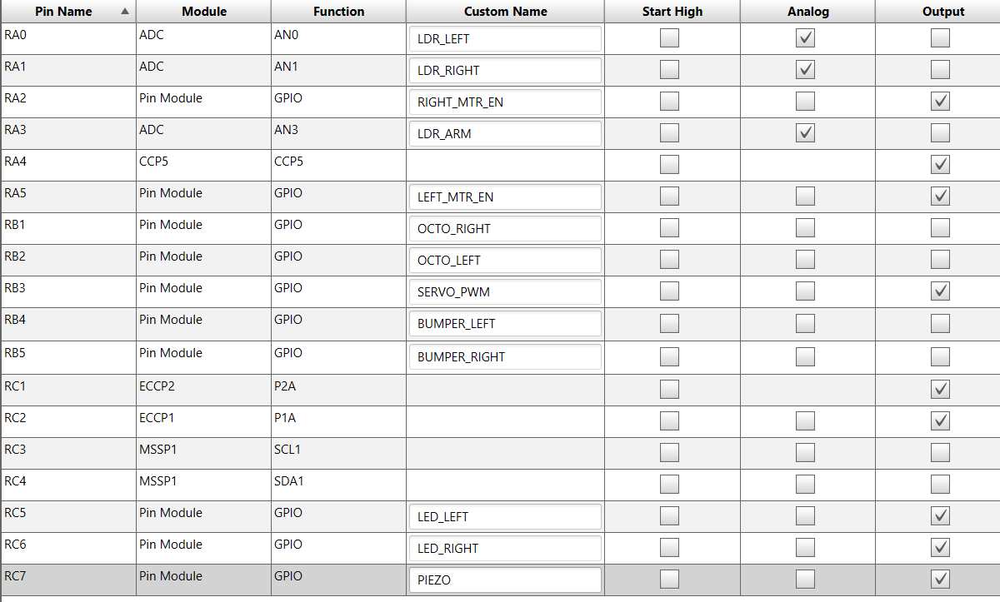 Pin Name Module Function Custom Name Start High Analog Output
RA0 ADC AN0 LDR_LEFT
RA1 ADC AN1 LDR_RIGHT
RA2 Pin Module GPIO RIGHT_MTR_EN
RA3 ADC AN3 LDR_ARM
RA4 CCP5 CCP5
RA5 Pin Module GPIO LEFT_MTR_EN
RB1 Pin Module GPIO OCTO_RIGHT
RB2 Pin Module GPIO OCTO_LEFT
RB3 Pin Module GPIO SERVO_PWM
RB4 Pin Module GPIO BUMPER_LEFT
RB5 Pin Module GPIO BUMPER_RIGHT
RC1 ECCP2 P2A
RC2 ECCP1 P1A
RC3 MSSP1 SCL1
RC4 MSSP1 SDA1
RC5 Pin Module GPIO LED_LEFT
RC6 Pin Module GPIO LED_RIGHT
RC7 Pin Module GPIO PIEZO